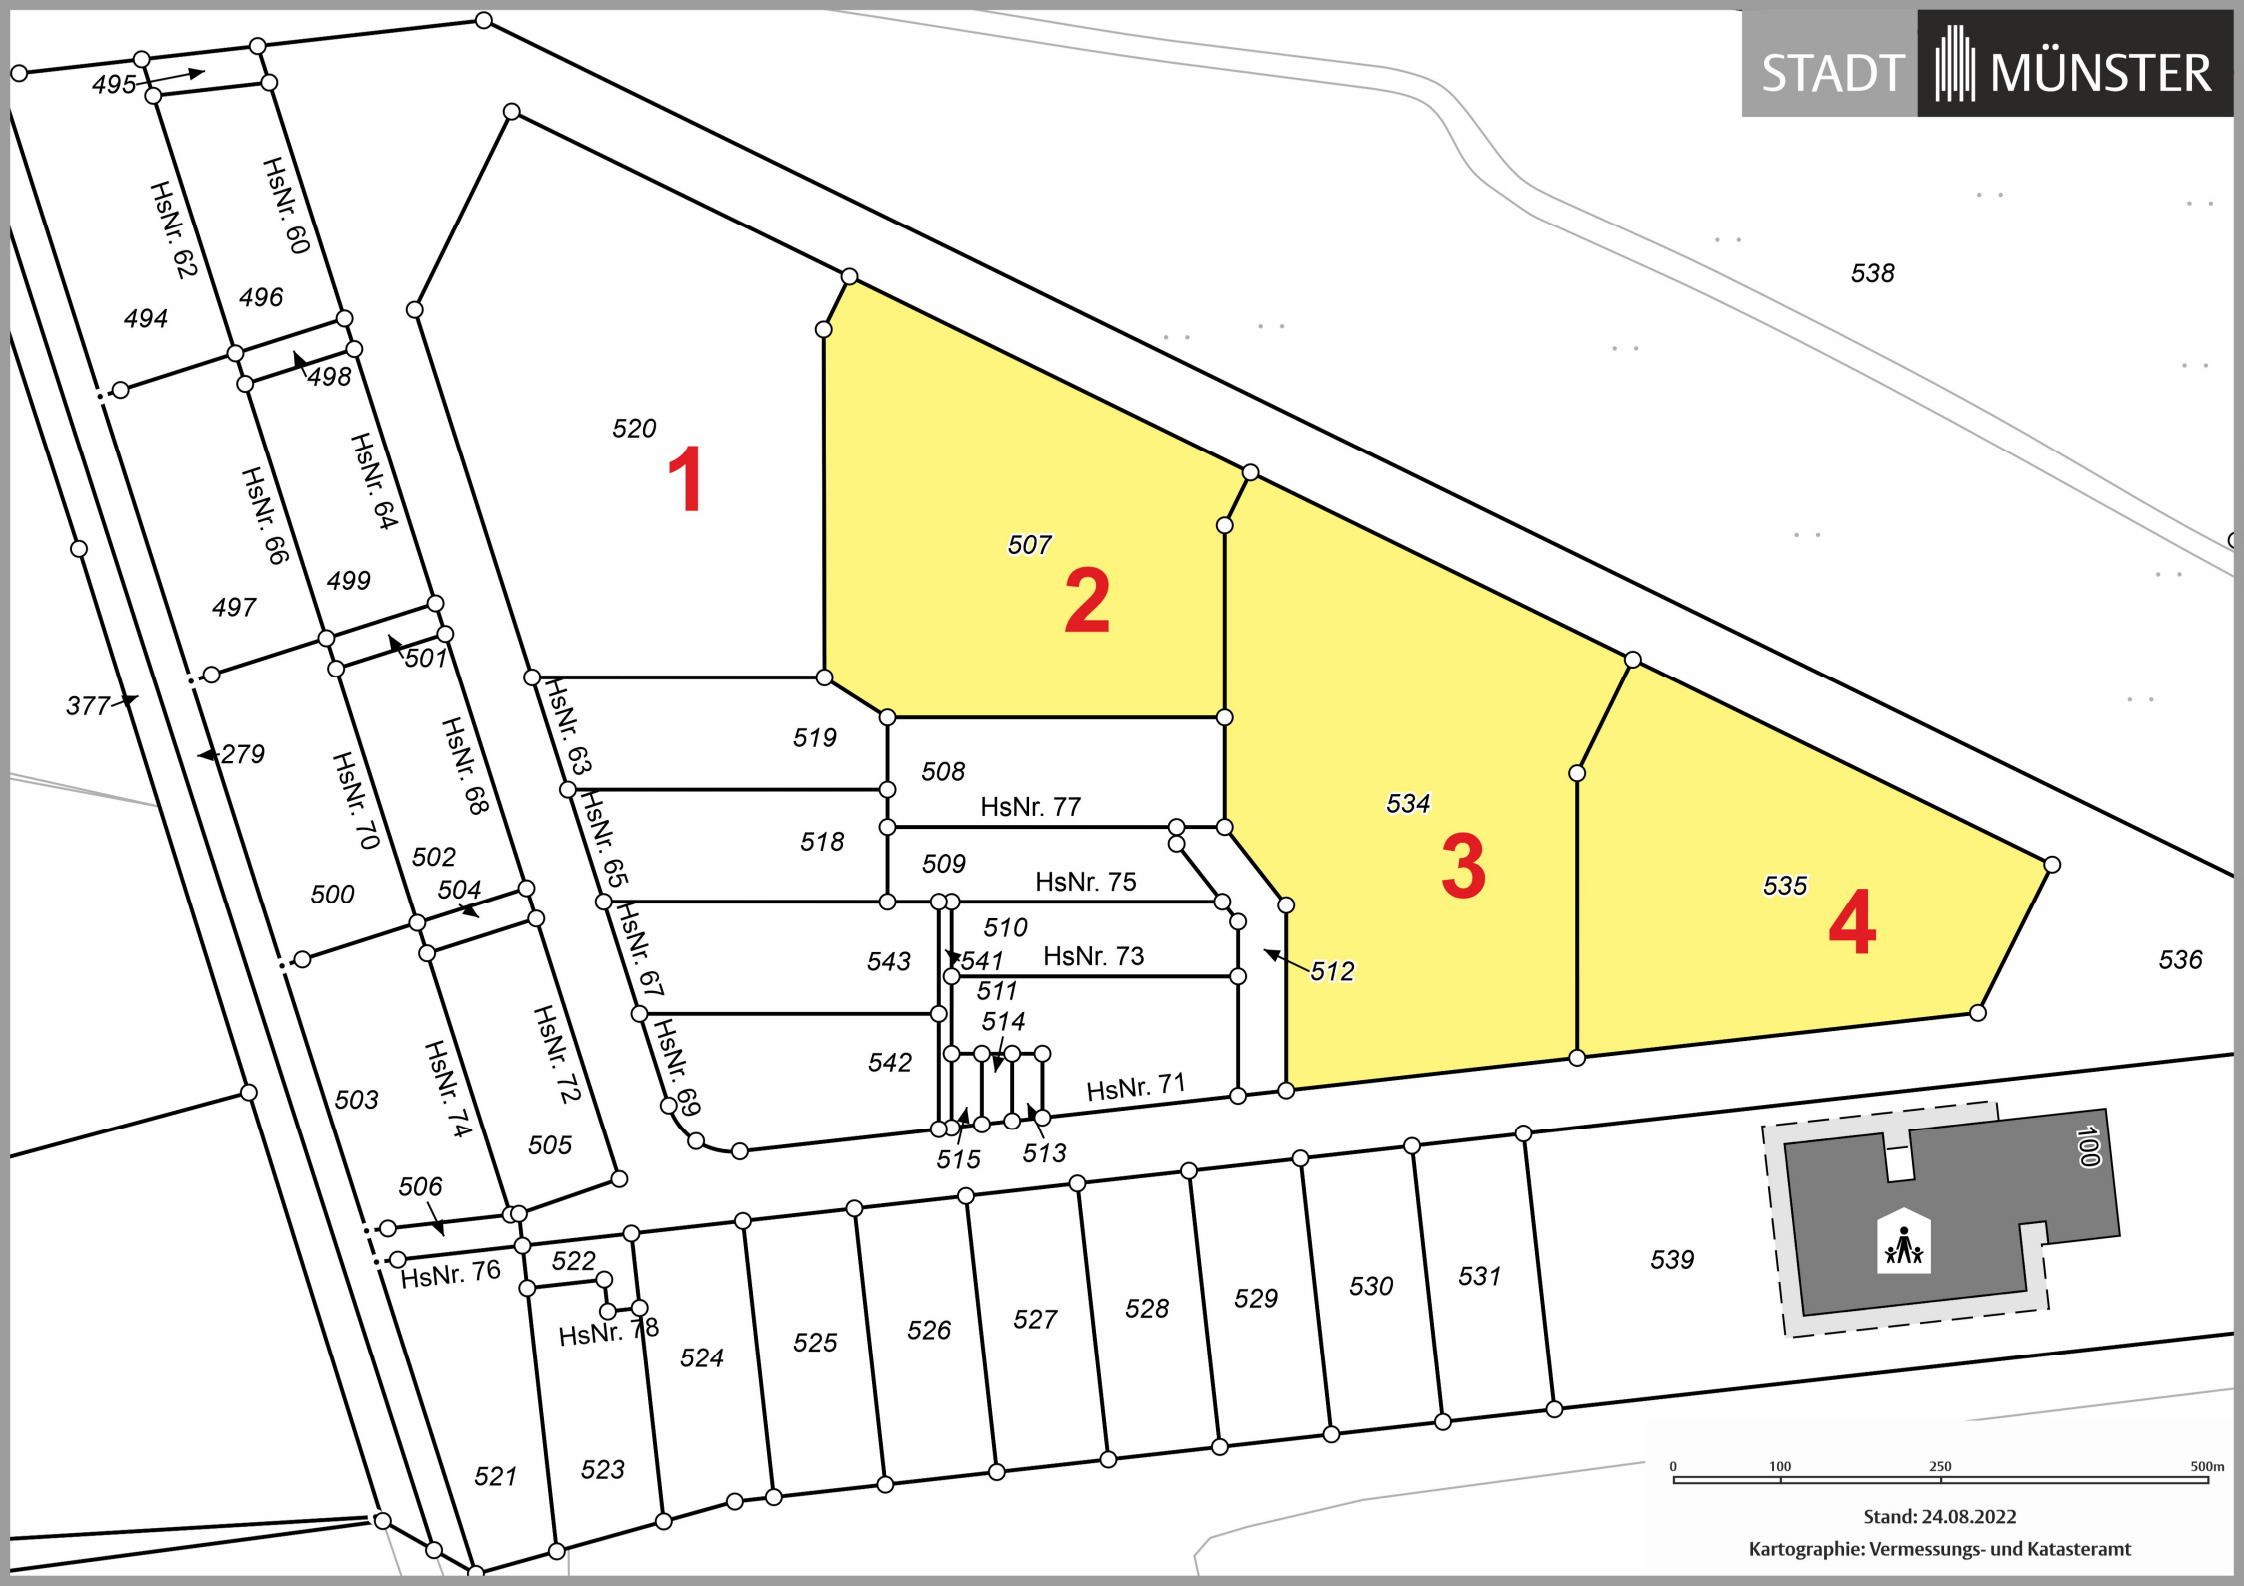 STADT MÜNSTER
495
HsNr. 60
HsNr. 62
538
496
494
498
520
1
HsNr. 64
HsNr. 66
507
2
499
497
501
377
HsNr. 63
519
279
HsNr. 68
HsNr. 70
508
HsNr. 77
534
3
518
HsNr. 65
502
509
504
500
HsNr. 75
535
4
510
HsNr. 67
543
541
HsNr. 73
512
536
511
514
HsNr. 72
542
HsNr. 69
HsNr. 71
HsNr. 74
503
505
515
513
100
506
522
HsNr. 76
539
531
530
529
528
527
526
HsNr. 78
525
524
523
521
0 100 250 500m
Stand: 24.08.2022
Kartographie: Vermessungs- und Katasteramt